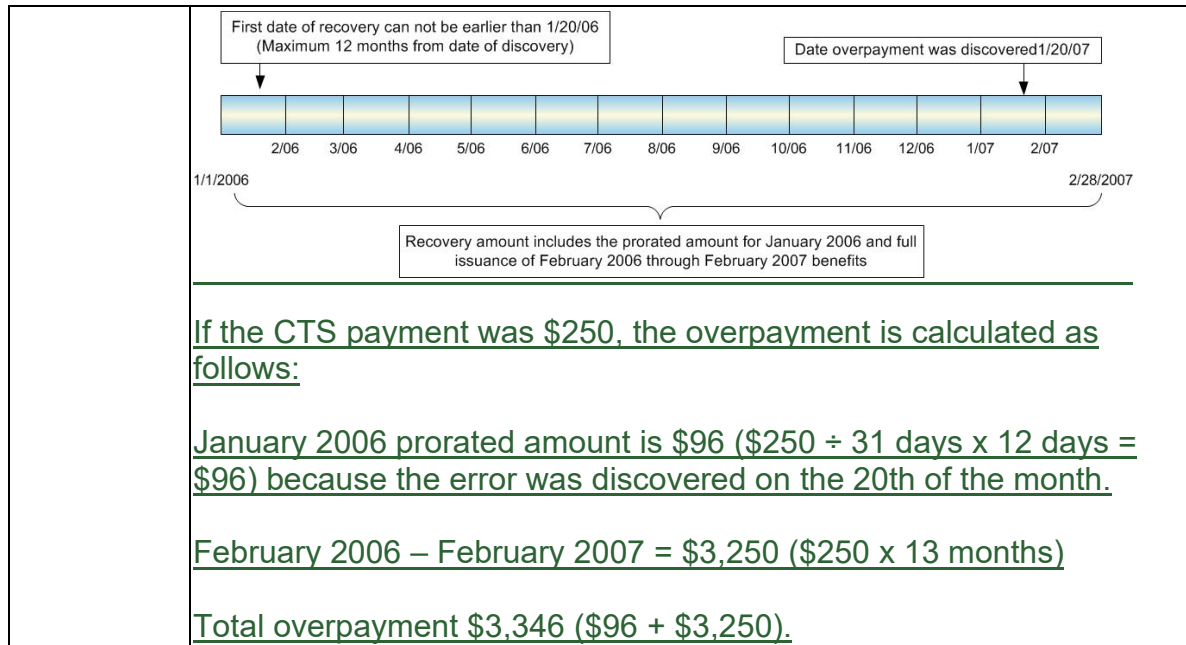 First date of recovery can not be earlier than 1/20/06
(Maximum 12 months from date of discovery)
Date overpayment was discovered1/20/07
2/06 3/06 4/06 5/06 6/06 7/06 8/06 9/06 10/06 11/06 12/06 1/07 2/07
1/1/2006 2/28/2007
Recovery amount includes the prorated amount for January 2006 and full
issuance of February 2006 through February 2007 benefits
If the CTS payment was $250, the overpayment is calculated as
follows:
January 2006 prorated amount is $96 ($250 ÷ 31 days x 12 days =
$96) because the error was discovered on the 20th of the month.
February 2006 – February 2007 = $3,250 ($250 x 13 months)
Total overpayment $3,346 ($96 + $3,250).